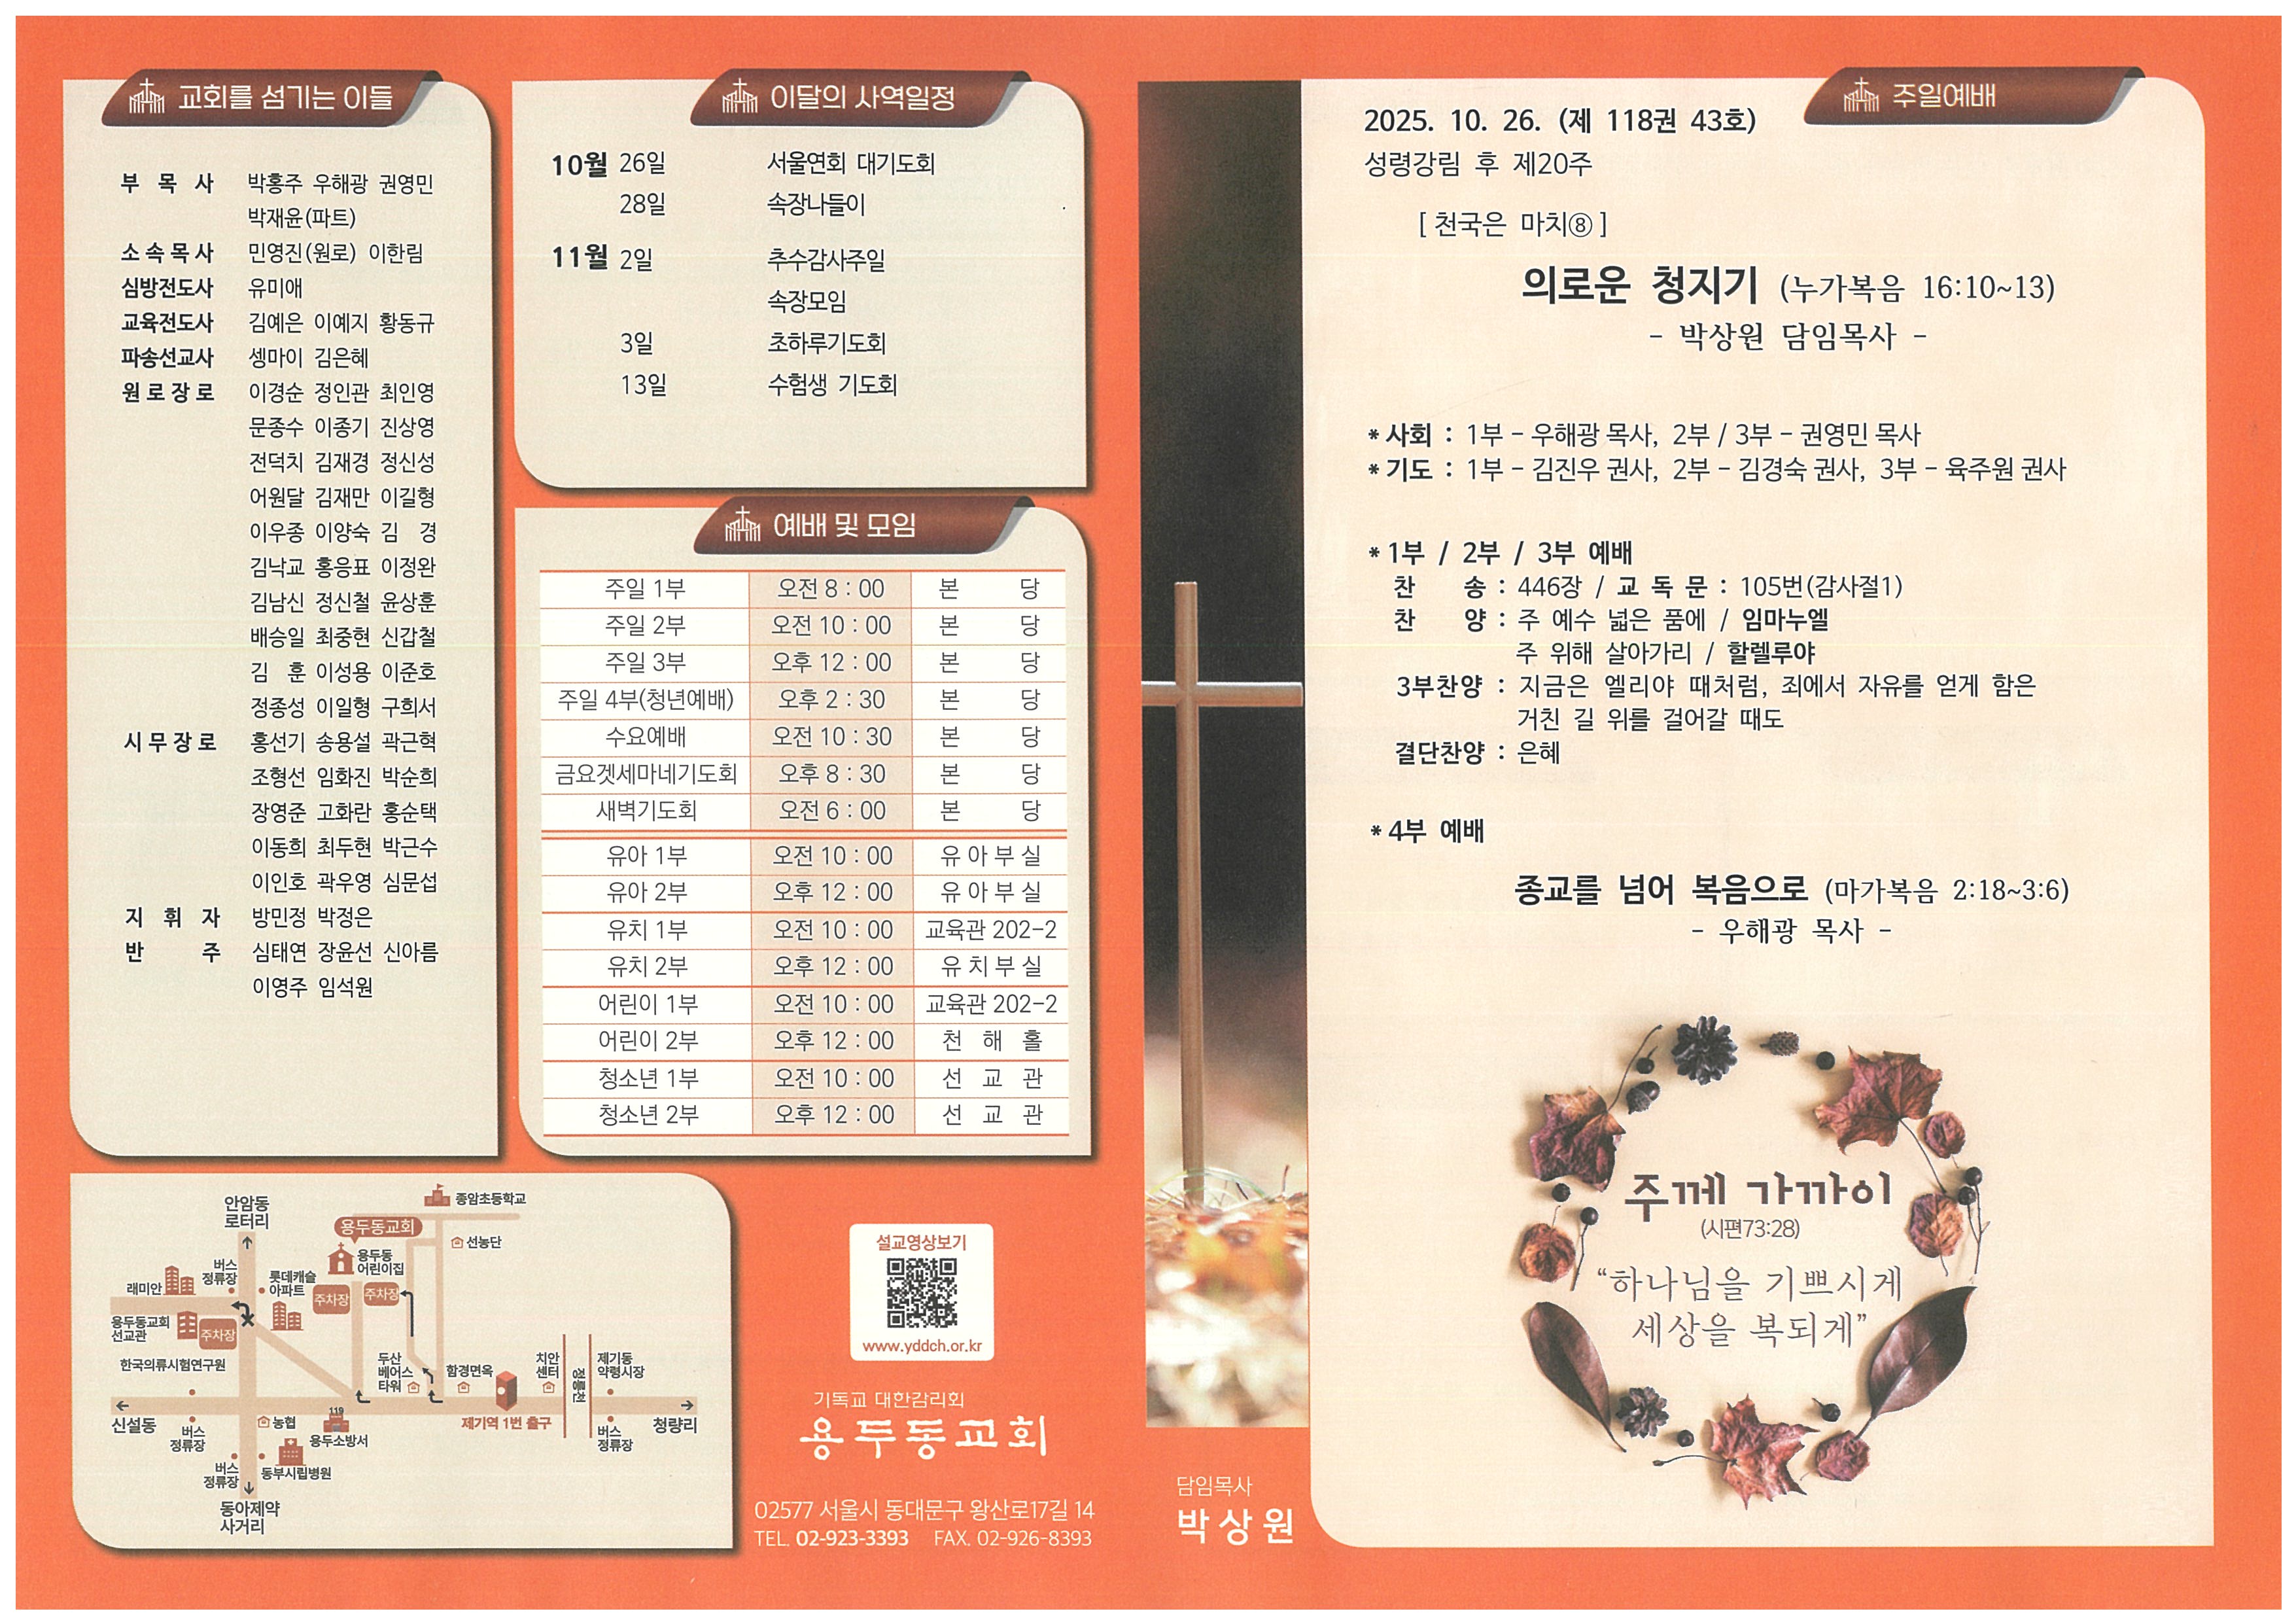 교회를 섬기는 이들
부 목 사 박홍주 우해광 권영민
박재윤(파트)
소속목사 민영진(원로) 이한림
심방전도사 유미애
교육전도사 김예은 이예지 황동규
파송선교사 셍마이 김은혜
원로장로 이경순 정인관 최인영
문종수 이종기 진상영
전덕치 김재경 정신성
어원달 김재만 이길형
이우종 이양숙 김 경
김낙교 홍응표 이정완
김남신 정신철 윤상훈
배승일 최중현 신갑철
김 훈 이성용 이준호
정종성 이일형 구희서
시무장로 홍선기 송용설 곽근혁
조형선 임화진 박순희
장영준 고화란 홍순택
이동희 최두현 박근수
이인호 곽우영 심문섭
지 휘 자 방민정 박정은
반 주 심태연 장윤선 신아름
이영주 임석원
이달의 사역일정
10월 26일 서울연회 대기도회
28일 속장나들이
11월 2일 추수감사주일
속장모임
3일 초하루기도회
13일 수험생 기도회
예배 및 모임
주일 1부 오전 8 : 00 본 당
주일 2부 오전 10 : 00 본 당
주일 3부 오후 12 : 00 본 당
주일 4부(청년예배) 오후 2 : 30 본 당
수요예배 오전 10 : 30 본 당
금요겟세마네기도회 오후 8 : 30 본 당
새벽기도회 오전 6 : 00 본 당
유아 1부 오전 10 : 00 유아부실
유아 2부 오후 12 : 00 유아부실
유치 1부 오전 10 : 00 교육관 202-2
유치 2부 오후 12 : 00 유치부실
어린이 1부 오전 10 : 00 교육관 202-2
어린이 2부 오후 12 : 00 천 해 홀
청소년 1부 오전 10 : 00 선 교 관
청소년 2부 오후 12 : 00 선 교 관
안암동
로터리
종암초등학교
용두동교회
선농단
용두동
어린이집
버스
정류장
롯데캐슬
아파트
래미안
주차장
주차장
용두동교회
선교관
주차장
한국의류시험연구원
두산
베어스
타워
함경면옥
치안
센터
정릉천
제기동
약령시장
신설동
버스
정류장
농협
119
용두소방서
제기역 1번 출구
버스
정류장
청량리
버스
정류장
동부시립병원
동아제약
사거리
설교영상보기
www.yddch.or.kr
기독교 대한감리회
용두동교회
02577 서울시 동대문구 왕산로17길 14
TEL. 02-923-3393 FAX. 02-926-8393
담임목사
박상원
주일예배
2025. 10. 26. (제 118권 43호)
성령강림 후 제20주
[ 천국은 마치⑧ ]
의로운 청지기 (누가복음 16:10~13)
- 박상원 담임목사 -
* 사회 : 1부 - 우해광 목사, 2부 / 3부 - 권영민 목사
* 기도 : 1부 - 김진우 권사, 2부 - 김경숙 권사, 3부 - 육주원 권사
* 1부 / 2부 / 3부 예배
찬 송 : 446장 / 교 독 문 : 105번(감사절1)
찬 양 : 주 예수 넓은 품에 / 임마누엘
주 위해 살아가리 / 할렐루야
3부찬양 : 지금은 엘리야 때처럼, 죄에서 자유를 얻게 함은
거친 길 위를 걸어갈 때도
결단찬양 : 은혜
* 4부 예배
종교를 넘어 복음으로 (마가복음 2:18~3:6)
- 우해광 목사 -
주께 가까이
(시편73:28)
“하나님을 기쁘시게
세상을 복되게”